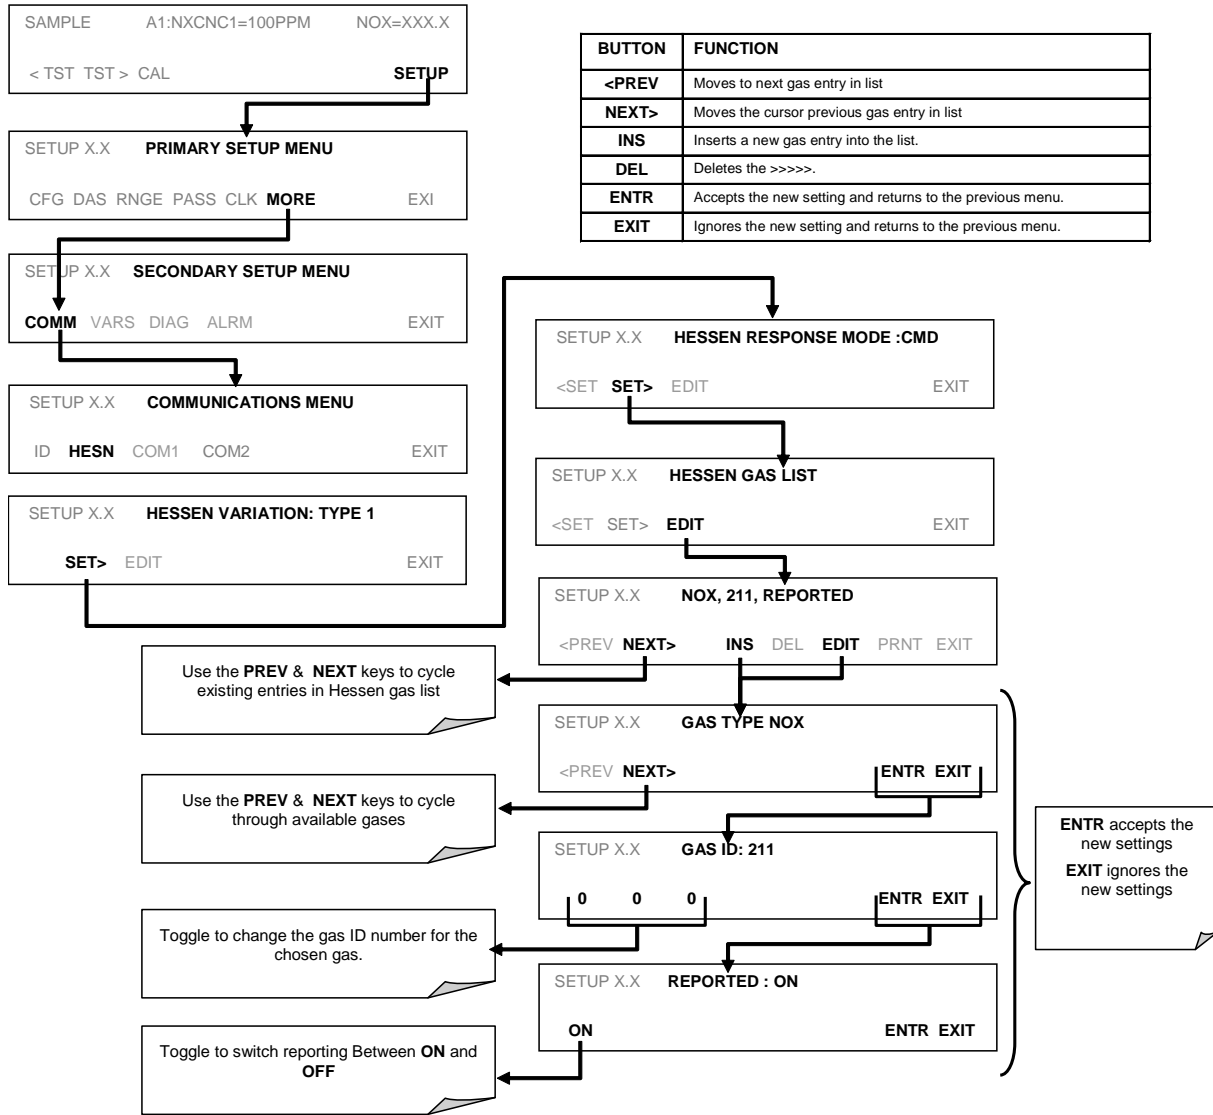 SAMPLE A1:NXCNC1=100PPM NOX=XXX.X
< TST TST > CAL SETUP
SETUP X.X PRIMARY SETUP MENU
CFG DAS RNGE PASS CLK MORE EXI
SETUP X.X SECONDARY SETUP MENU
COMM VARS DIAG ALRM EXIT
SETUP X.X COMMUNICATIONS MENU
ID HESN COM1 COM2 EXIT
SETUP X.X HESSEN VARIATION: TYPE 1
SET> EDIT EXIT
BUTTON FUNCTION
<PREV Moves to next gas entry in list
NEXT> Moves the cursor previous gas entry in list
INS Inserts a new gas entry into the list.
DEL Deletes the >>>>>.
ENTR Accepts the new setting and returns to the previous menu.
EXIT Ignores the new setting and returns to the previous menu.
SETUP X.X HESSEN RESPONSE MODE :CMD
<SET SET> EDIT EXIT
SETUP X.X HESSEN GAS LIST
<SET SET> EDIT EXIT
SETUP X.X NOX, 211, REPORTED
<PREV NEXT> INS DEL EDIT PRNT EXIT
Use the PREV & NEXT keys to cycle
existing entries in Hessen gas list
SETUP X.X GAS TYPE NOX
<PREV NEXT> ENTR EXIT
Use the PREV & NEXT keys to cycle
through available gases
SETUP X.X GAS ID: 211
0 0 0 ENTR EXIT
Toggle to change the gas ID number for the
chosen gas.
SETUP X.X REPORTED : ON
ON ENTR EXIT
Toggle to switch reporting Between ON and
OFF
ENTR accepts the
new settings
EXIT ignores the
new settings